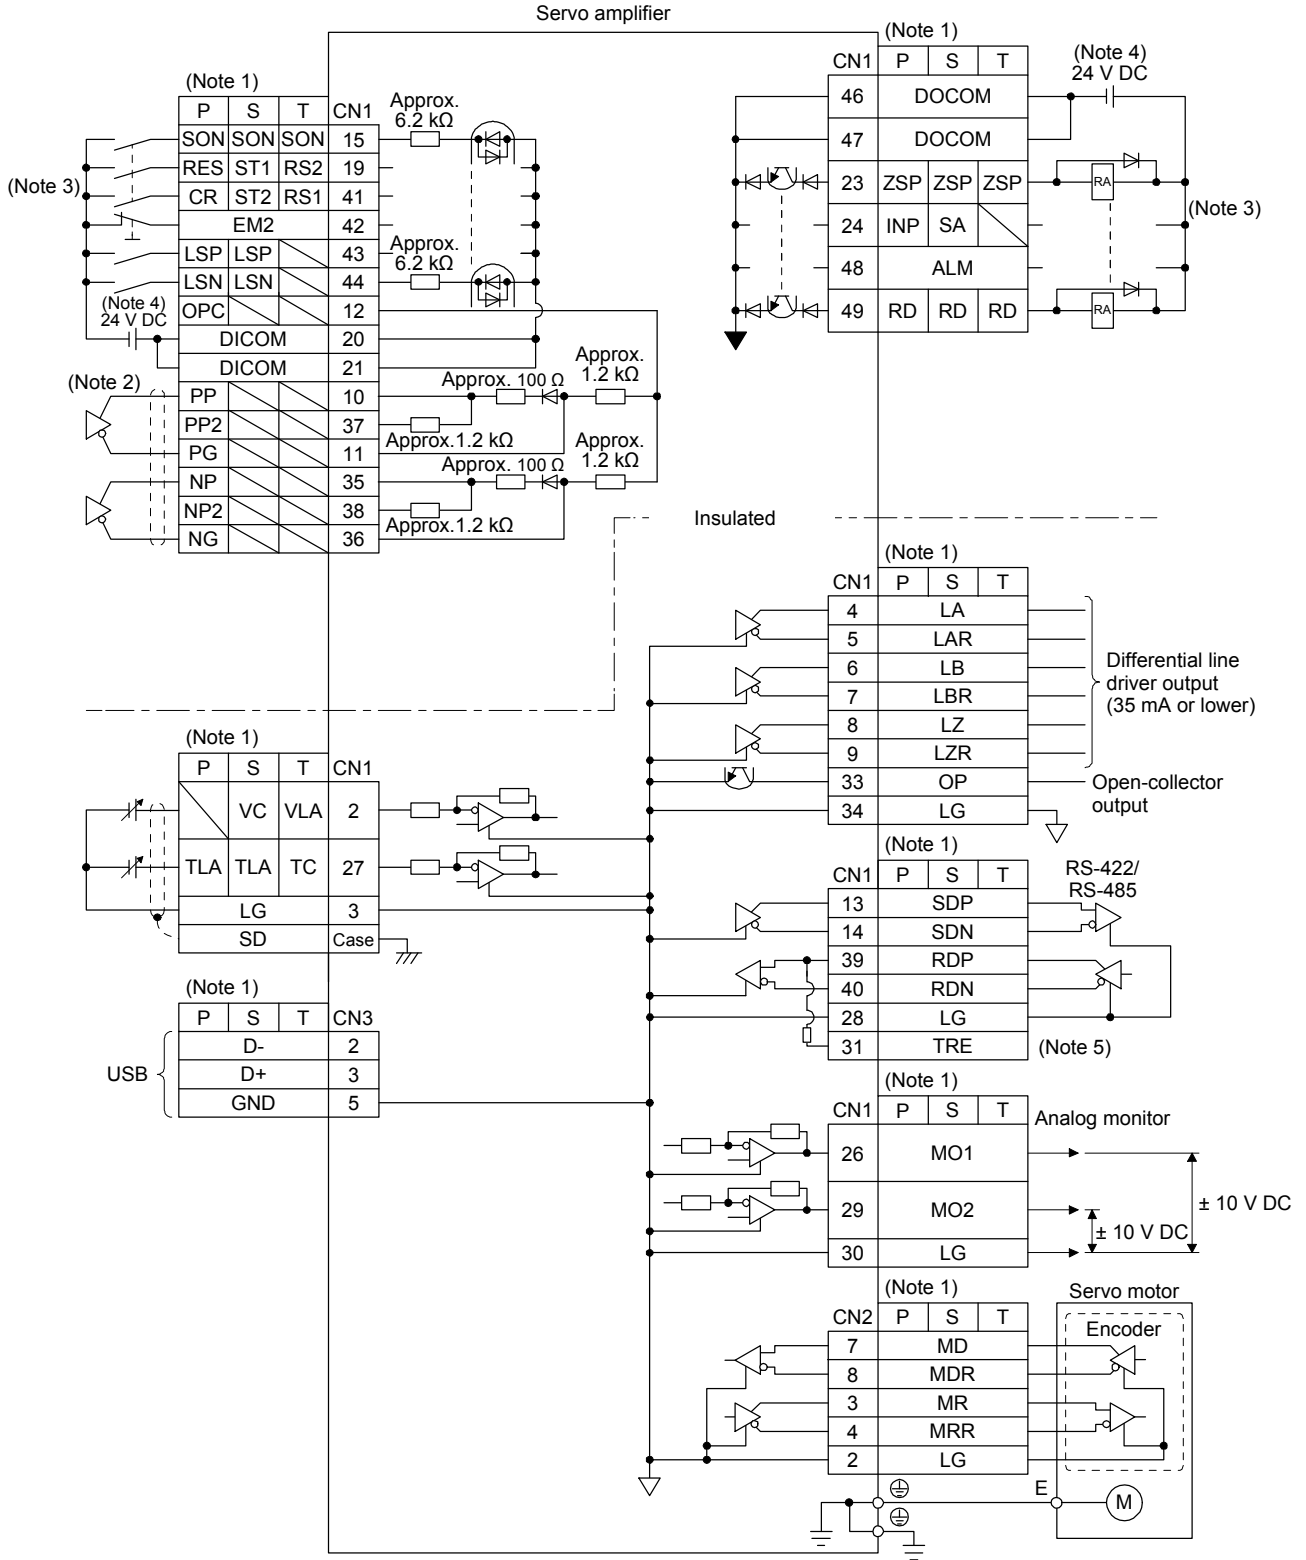 Servo amplifier
(Note 1)
P S T CN1
SON SON SON 15
RES ST1 RS2 19
CR ST2 RS1 41
EM2 42
LSP LSP 43
LSN LSN 44
OPC 12
DICOM 20
DICOM 21
PP 10
PP2 37
PG 11
NP 35
NP2 38
NG 36
(Note 3)
(Note 4)
24 V DC
(Note 2)
Approx.
6.2 kΩ
Approx.
6.2 kΩ
Approx. 100 Ω
Approx.
1.2 kΩ
Approx.1.2 kΩ
Approx. 100 Ω
Approx.
1.2 kΩ
Approx.1.2 kΩ
(Note 1)
CN1 P S T
46 DOCOM
47 DOCOM
23 ZSP ZSP ZSP
24 INP SA
48 ALM
49 RD RD RD
(Note 4)
24 V DC
RA
(Note 3)
RA
Insulated
(Note 1)
CN1 P S T
4 LA
5 LAR
6 LB
7 LBR
8 LZ
9 LZR
33 OP
34 LG
Differential line
driver output
(35 mA or lower)
Open-collector
output
(Note 1)
P S T CN1
VC VLA 2
TLA TLA TC 27
LG 3
SD Case
(Note 1)
CN1 P S T
13 SDP
14 SDN
39 RDP
40 RDN
28 LG
31 TRE
RS-422/
RS-485
(Note 5)
(Note 1)
P S T CN3
D- 2
D+ 3
GND 5
USB
(Note 1)
CN1 P S T
26 MO1
29 MO2
30 LG
Analog monitor
± 10 V DC
± 10 V DC
(Note 1)
CN2 P S T
7 MD
8 MDR
3 MR
4 MRR
2 LG
Servo motor
Encoder
E
M